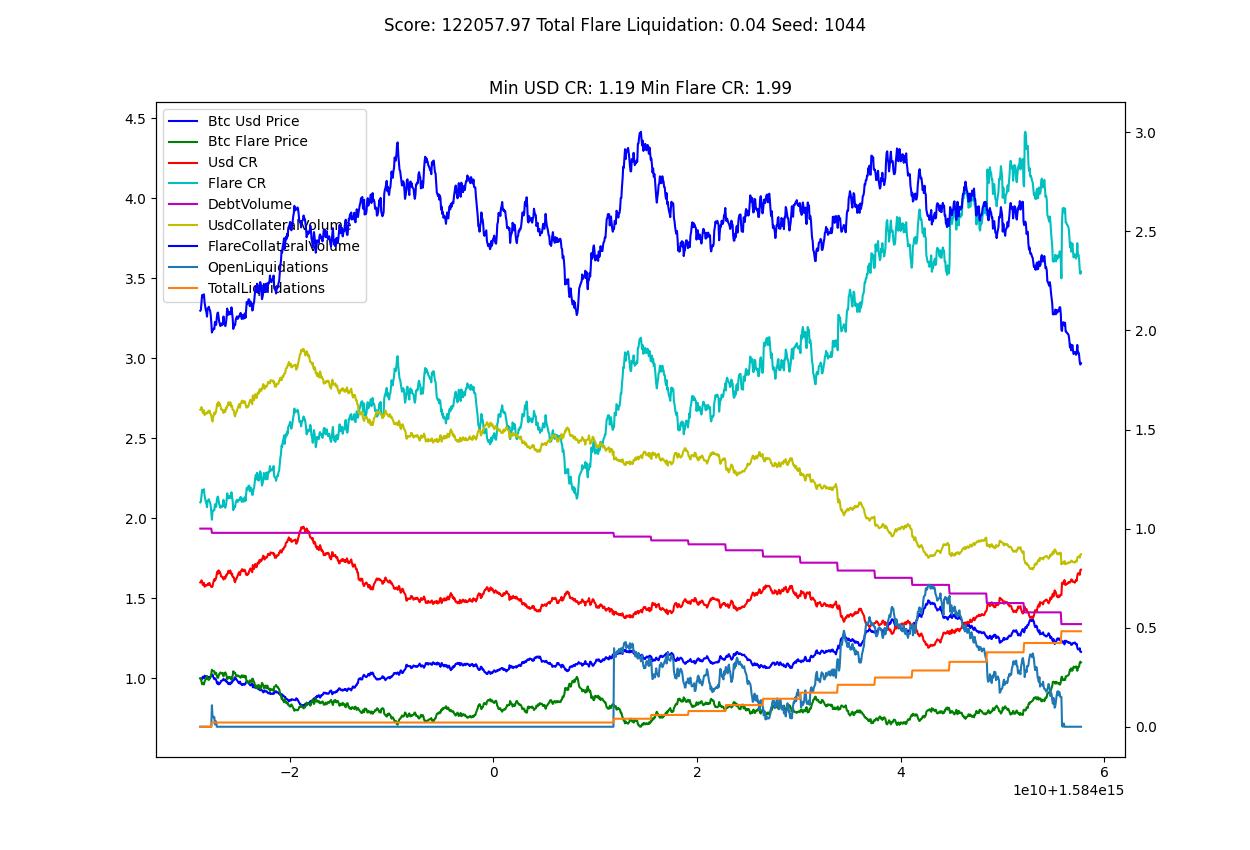 Score: 122057.97 Total Flare Liquidation: 0.04 Seed: 1044
Min USD CR: 1.19 Min Flare CR: 1.99
4.5
4.0
3.5
3.0
2.5
2.0
1.5
1.0
Btc Usd Price
Btc Flare Price
Usd CR
Flare CR
DebtVolume
UsdCollateralVolume
FlareCollateralVolume
OpenLiquidations
TotalLiquidations
3.0
2.5
2.0
1.5
1.0
0.5
0.0
−2
0
2
4
6
1e10+1.584e15